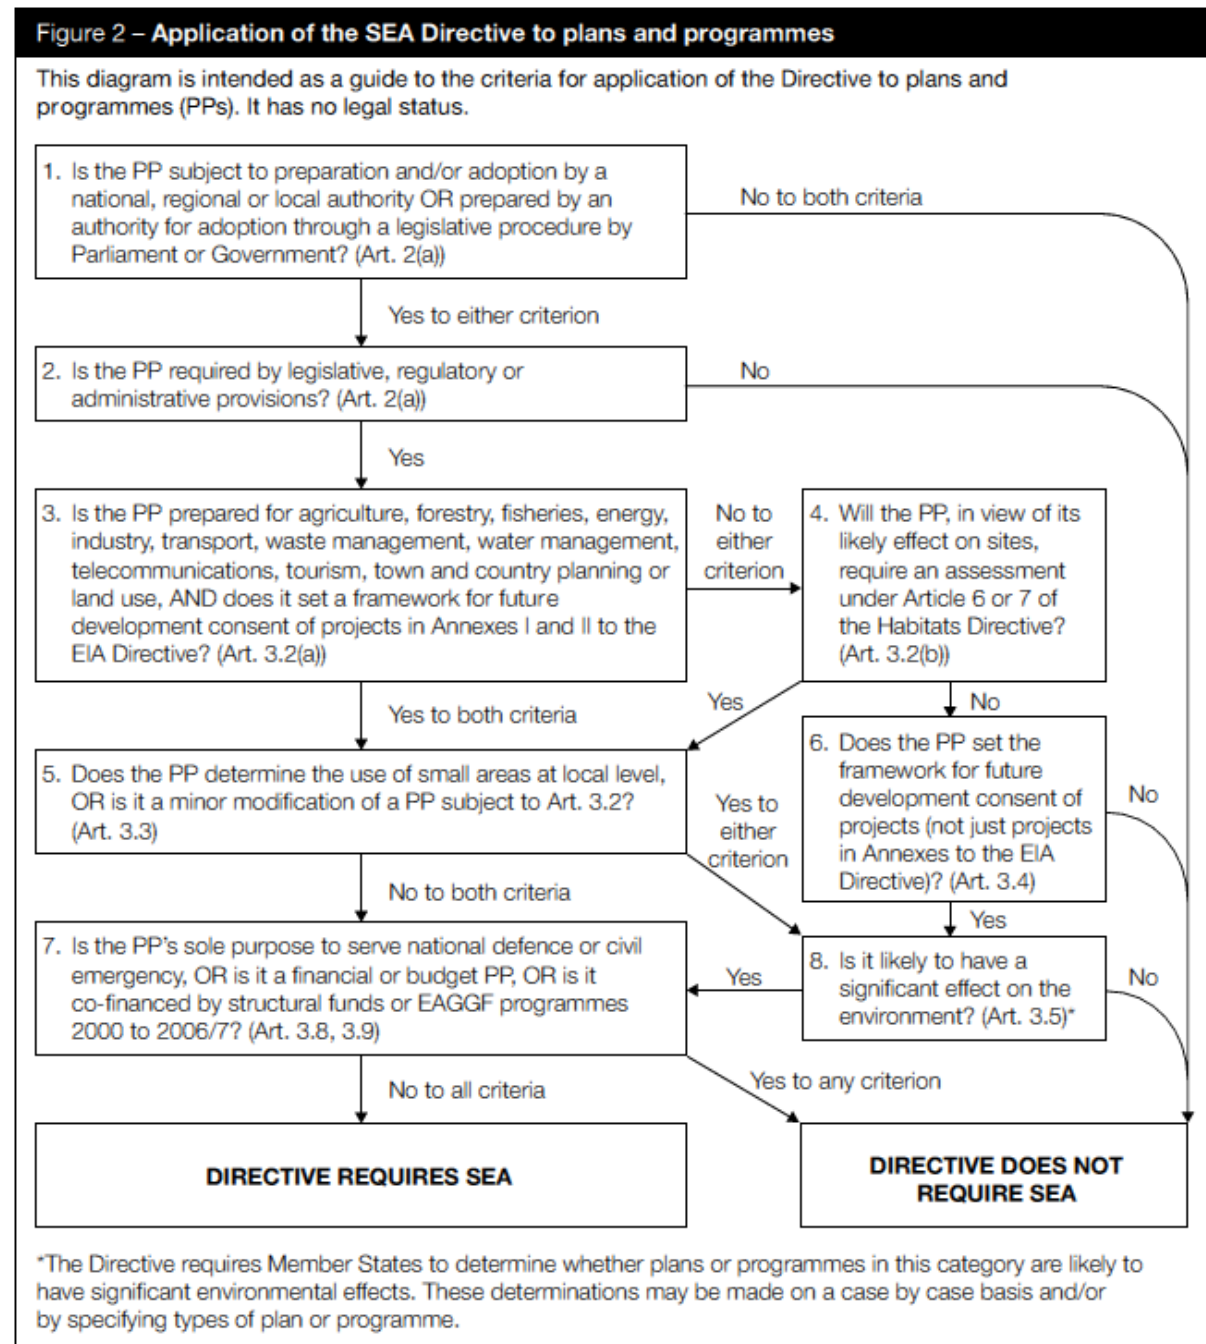 Figure 2 – Application of the SEA Directive to plans and programmes
This diagram is intended as a guide to the criteria for application of the Directive to plans and
programmes (PPs). It has no legal status.
1. Is the PP subject to preparation and/or adoption by a
national, regional or local authority OR prepared by an
authority for adoption through a legislative procedure by
Parliament or Government? (Art. 2(a))
No to both criteria
Yes to either criterion
2. Is the PP required by legislative, regulatory or
administrative provisions? (Art. 2(a))
No
Yes
3. Is the PP prepared for agriculture, forestry, fisheries, energy,
industry, transport, waste management, water management,
telecommunications, tourism, town and country planning or
land use, AND does it set a framework for future
development consent of projects in Annexes I and II to the
EIA Directive? (Art. 3.2(a))
No to
either
criterion
4. Will the PP, in view of its
likely effect on sites,
require an assessment
under Article 6 or 7 of
the Habitats Directive?
(Art. 3.2(b))
Yes to both criteria
Yes
No
5. Does the PP determine the use of small areas at local level,
OR is it a minor modification of a PP subject to Art. 3.2?
(Art. 3.3)
Yes to
either
criterion
6. Does the PP set the
framework for future
development consent of
projects (not just projects
in Annexes to the EIA
Directive)? (Art. 3.4)
No
No to both criteria
Yes
7. Is the PP's sole purpose to serve national defence or civil
emergency, OR is it a financial or budget PP, OR is it
co-financed by structural funds or EAGGF programmes
2000 to 2006/7? (Art. 3.8, 3.9)
Yes
8. Is it likely to have a
significant effect on the
environment? (Art. 3.5)*
No
No to all criteria
Yes to any criterion
DIRECTIVE REQUIRES SEA
DIRECTIVE DOES NOT
REQUIRE SEA
*The Directive requires Member States to determine whether plans or programmes in this category are likely to
have significant environmental effects. These determinations may be made on a case by case basis and/or
by specifying types of plan or programme.